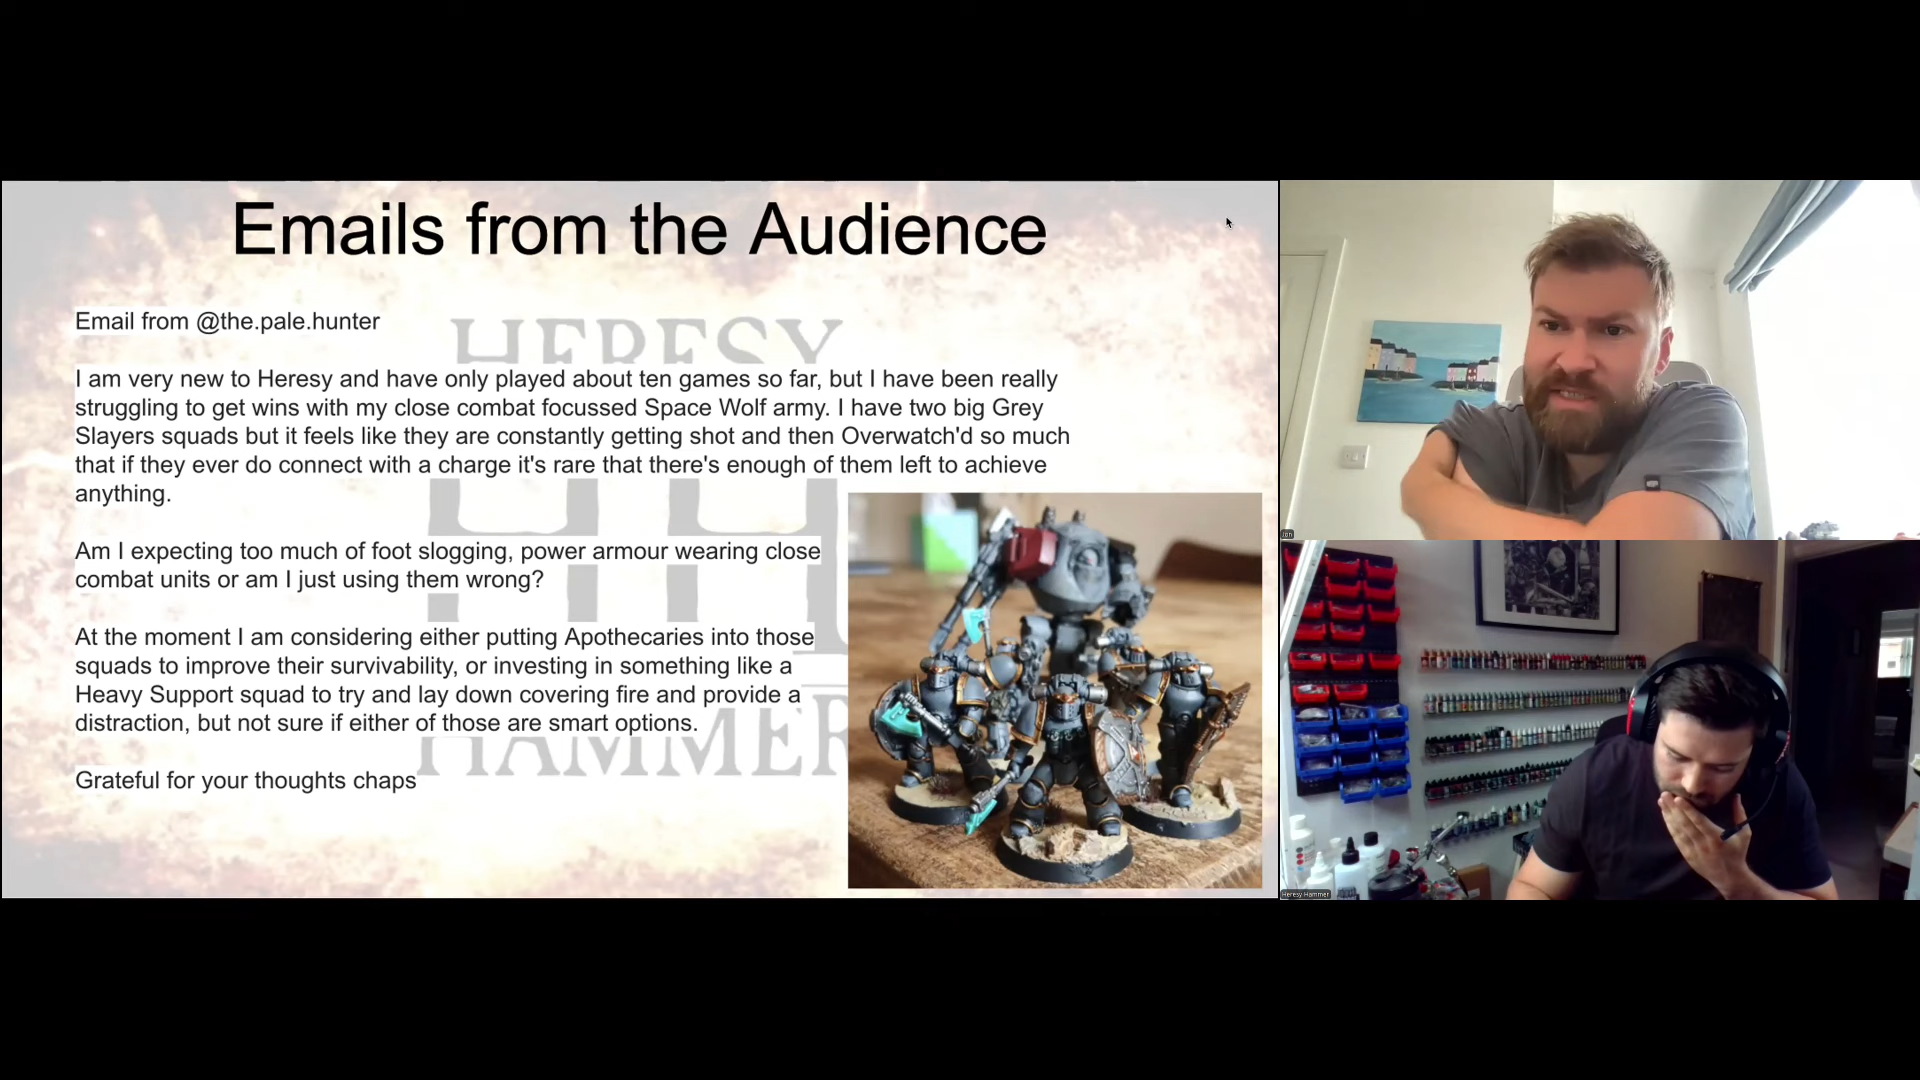 Emails from the Audience
Email from @the.pale.hunter
I am very new to Heresy and have only played about ten games so far, but I have been really
struggling to get wins with my close combat focussed Space Wolf army. I have two big Grey
Slayers squads but it feels like they are constantly getting shot and then Overwatch'd so much
that if they ever do connect with a charge it's rare that there's enough of them left to achieve
anything.
Am I expecting too much of foot slogging, power armour wearing close
combat units or am I just using them wrong?
At the moment I am considering either putting Apothecaries into those
squads to improve their survivability, or investing in something like a
Heavy Support squad to try and lay down covering fire and provide a
distraction, but not sure if either of those are smart options.
Grateful for your thoughts chaps
HERESY
HH
HAMMER
Jon
Heresy Hammer